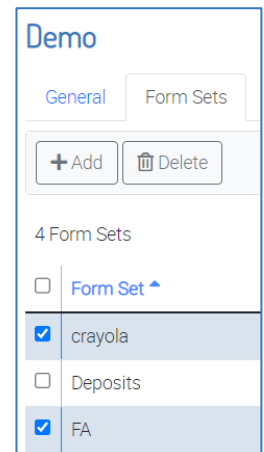 Demo
General Form Sets
+ Add Delete
4 Form Sets
Form Set
crayola
Deposits
FA